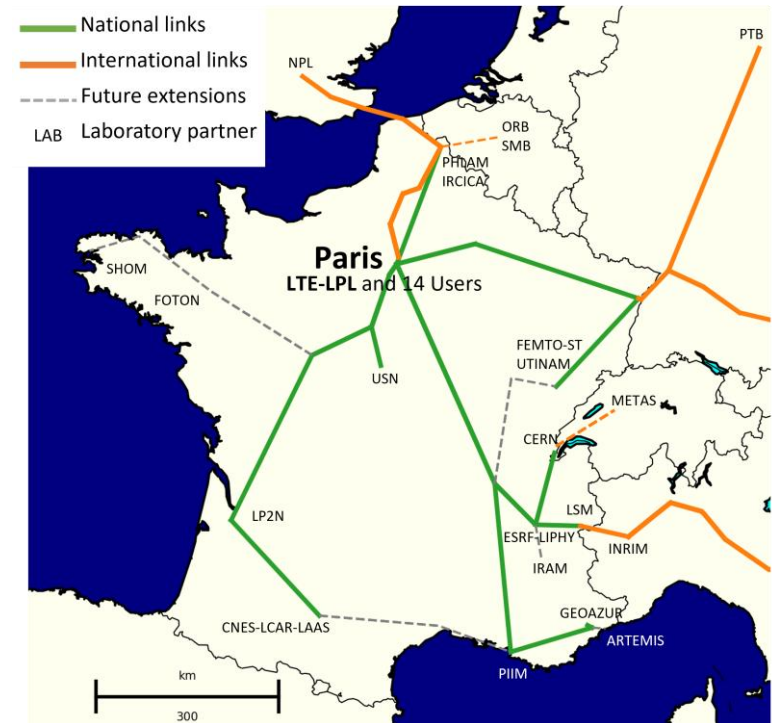 National links
International links
Future extensions
LAB Laboratory partner
NPL
PTB
ORB
SMB
PHLAM
IRCICA
Paris
LTE-LPL and 14 Users
SHOM
FOTON
USN
FEMTO-ST
UTINAM
METAS
CERN
LP2N
LSM
ESRF-LIPHY
INRIM
IRAM
GEOAZUR
CNES-LCAR-LAAS
ARTEMIS
PIIM
km
300